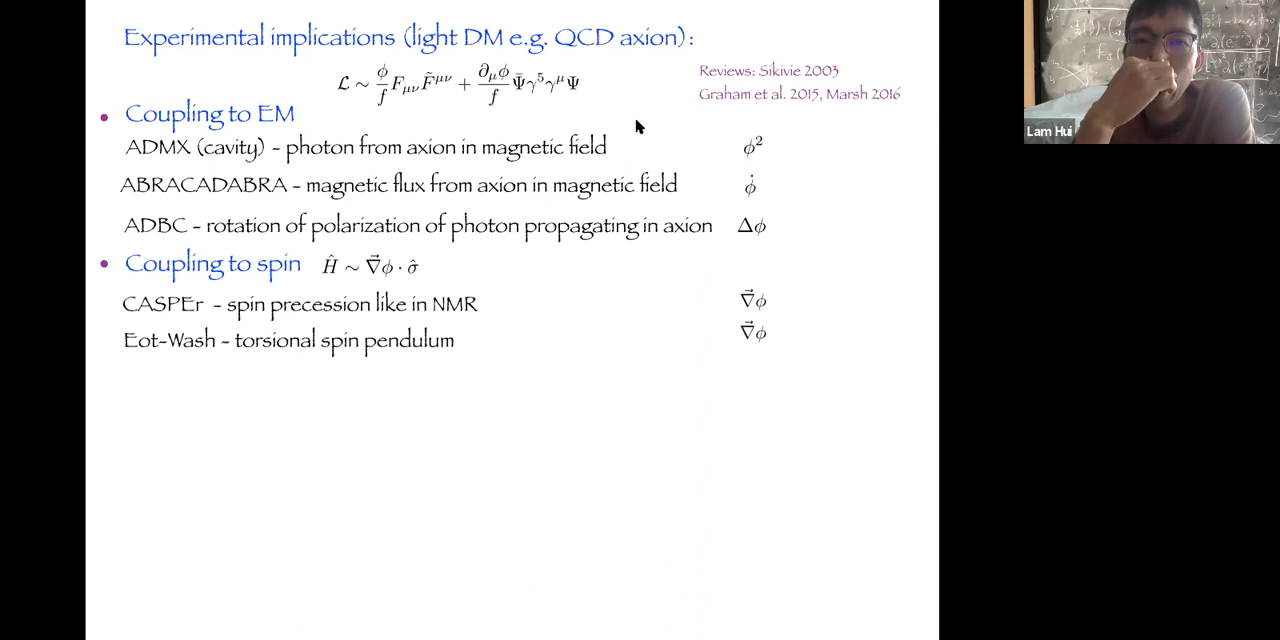 Experimental implications (light DM e.g. QCD axion):
ℒ ∼ ϕ/f F_{μν} F̃^{μν} + ∂_μϕ/f Ψ̄γ⁵γ^μΨ
Reviews: Sikivie 2003
Graham et al. 2015, Marsh 2016
• Coupling to EM
ADMX (cavity) - photon from axion in magnetic field ϕ²
ABRACADABRA - magnetic flux from axion in magnetic field ϕ̇
ADBC - rotation of polarization of photon propagating in axion Δϕ
• Coupling to spin Ĥ ∼ ∇⃗ϕ · σ̂
CASPEr - spin precession like in NMR ∇⃗ϕ
Eot-Wash - torsional spin pendulum ∇⃗ϕ
Lam Hui